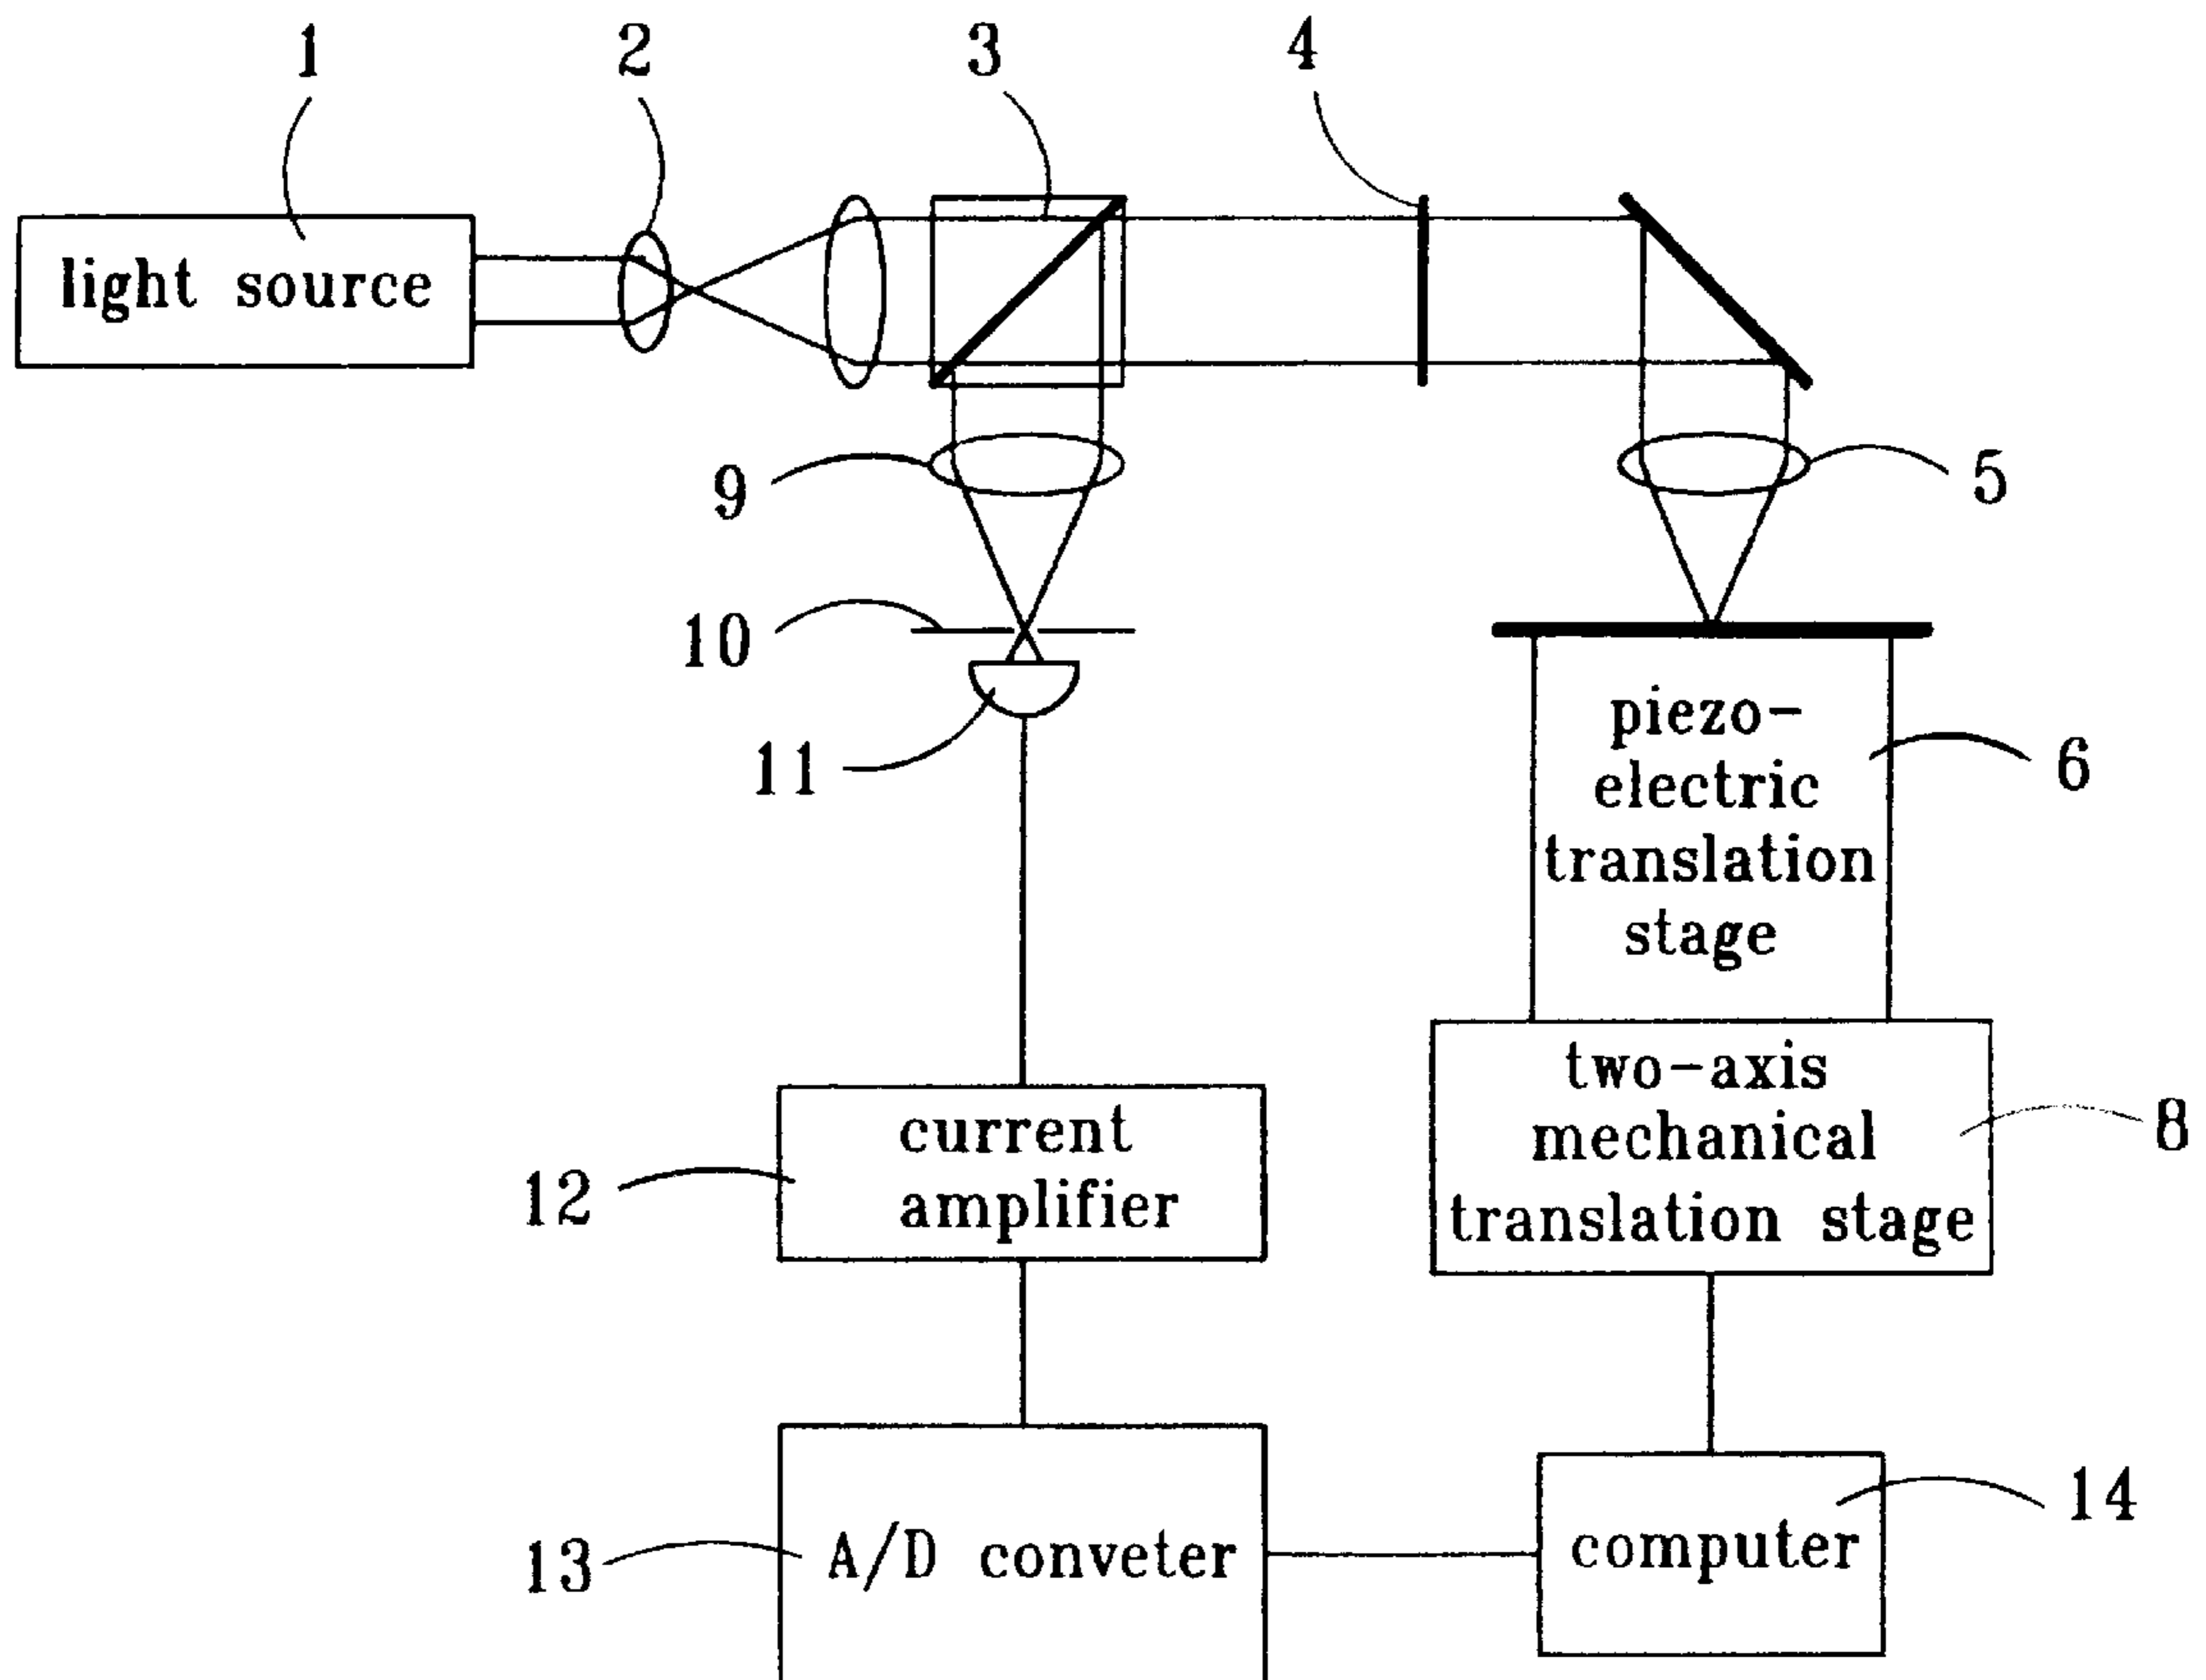 1
2
3
4
light source
9
5
10
11
piezo-
electric
translation
stage
6
two-axis
mechanical
translation stage
8
current
amplifier
12
A/D conveter
13
computer
14